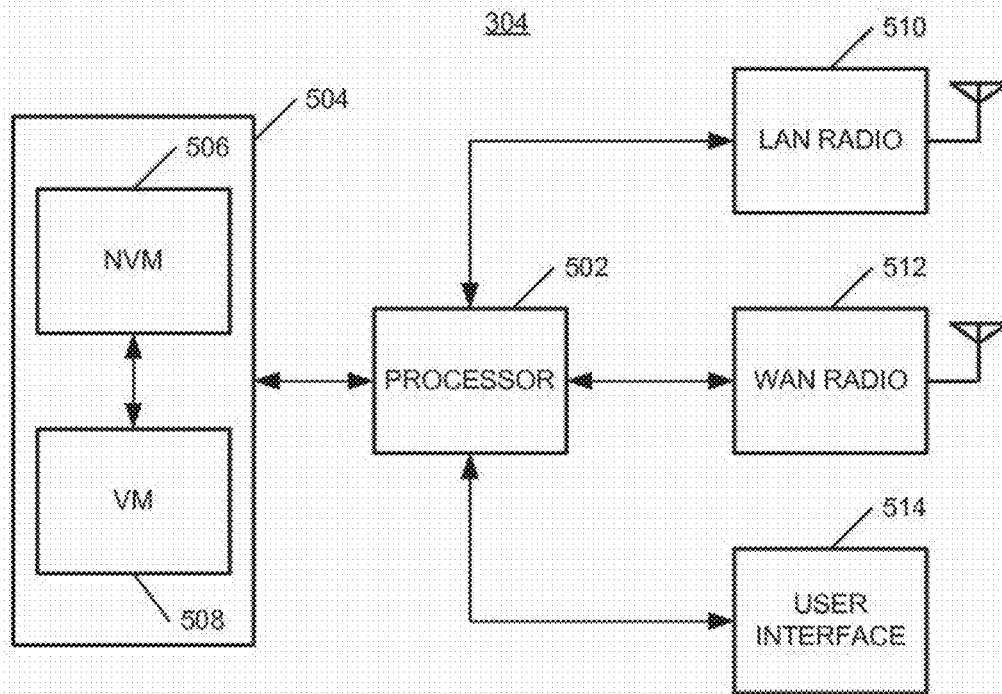 304
510
504
LAN RADIO
506
NVM
502
512
PROCESSOR
WAN RADIO
VM
514
508
USER
INTERFACE